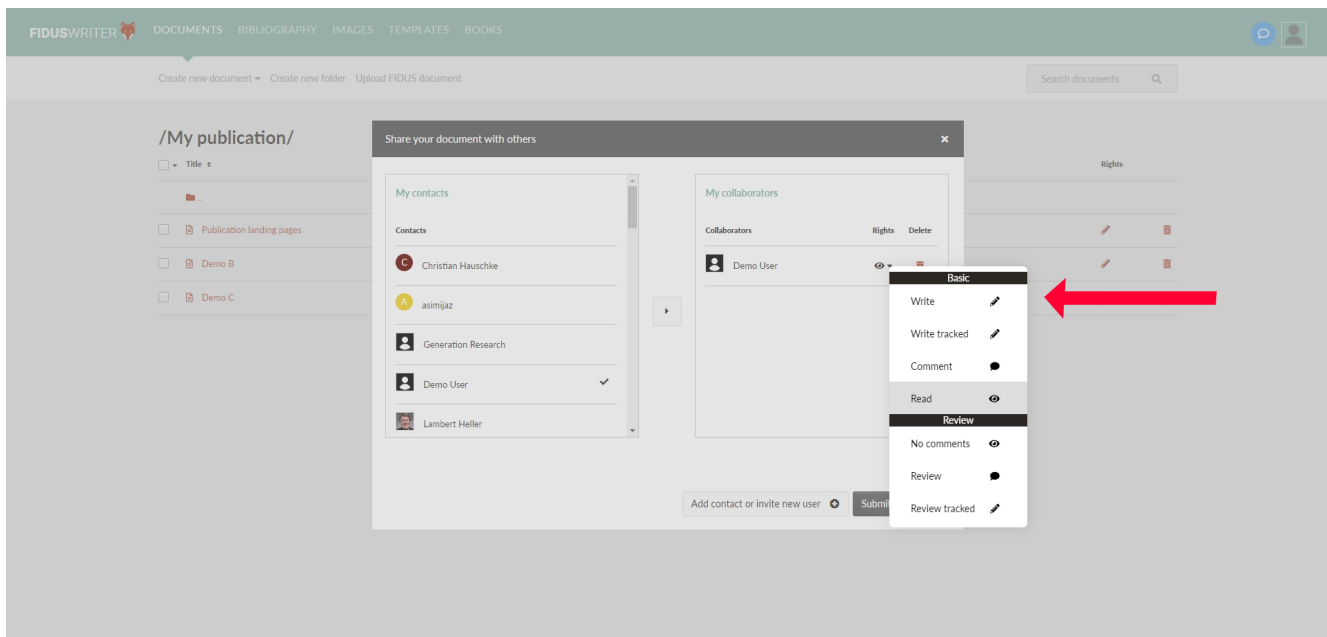 FIDUSWRITER DOCUMENTS BIBLIOGRAPHY IMAGES TEMPLATES BOOKS
Create new document Create new folder Upload FIDUS document Search documents
/My publication/
Title Rights
..
Publication landing pages
Demo B
Demo C
Share your document with others ×
My contacts
Contacts
C Christian Hauschke
A asimijaz
Generation Research
Demo User
Lambert Heller
My collaborators
Collaborators Rights Delete
Demo User
Basic
Write
Write tracked
Comment
Read
Review
No comments
Review
Review tracked
Add contact or invite new user